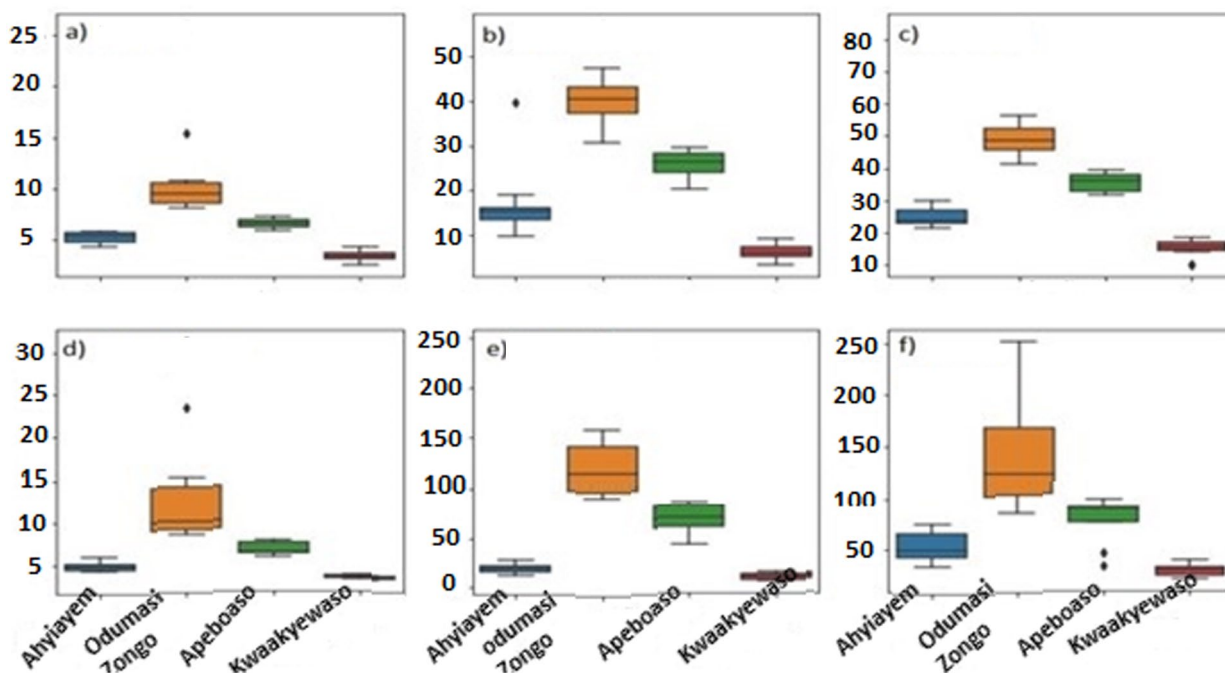 a)
25
20
15
10
5
b)
50
40
30
20
10
c)
80
70
60
50
40
30
20
10
d)
30
25
20
15
10
5
Ahyiayem
Odumasi
Zongo
Apeboaso
Kwaakyewaso
e)
250
200
150
100
50
0
Ahyiayem
odumasi
Zongo
Apeboaso
Kwaakyewaso
f)
250
200
150
100
50
Ahyiayem
Odumasi
Zongo
Apeboaso
Kwaakyewaso